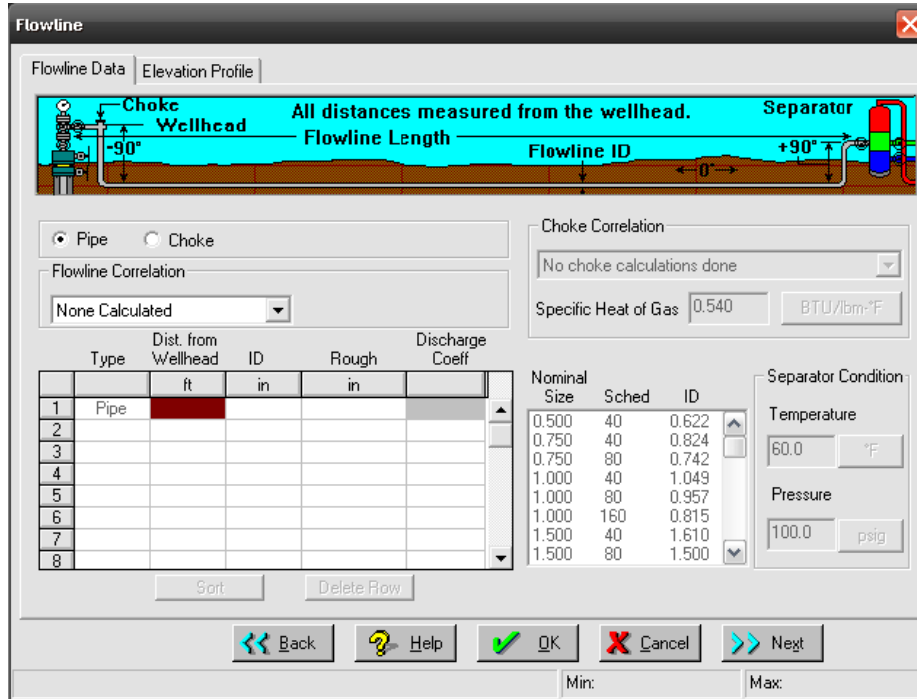 Flowline
Flowline Data Elevation Profile
Choke All distances measured from the wellhead. Separator
Wellhead Flowline Length
-90° Flowline ID +90°
0°
Pipe Choke
Flowline Correlation
None Calculated
Choke Correlation
No choke calculations done
Specific Heat of Gas 0.540 BTU/lbm-°F
Type Dist. from Wellhead ID Rough Discharge Coeff
ft in in
1 Pipe
2
3
4
5
6
7
8
Sort Delete Row
Nominal Size Sched ID
0.500 40 0.622
0.750 40 0.824
0.750 80 0.742
1.000 40 1.049
1.000 80 0.957
1.000 160 0.815
1.500 40 1.610
1.500 80 1.500
Separator Condition
Temperature
60.0 °F
Pressure
100.0 psig
Back Help OK Cancel Next
Min: Max: